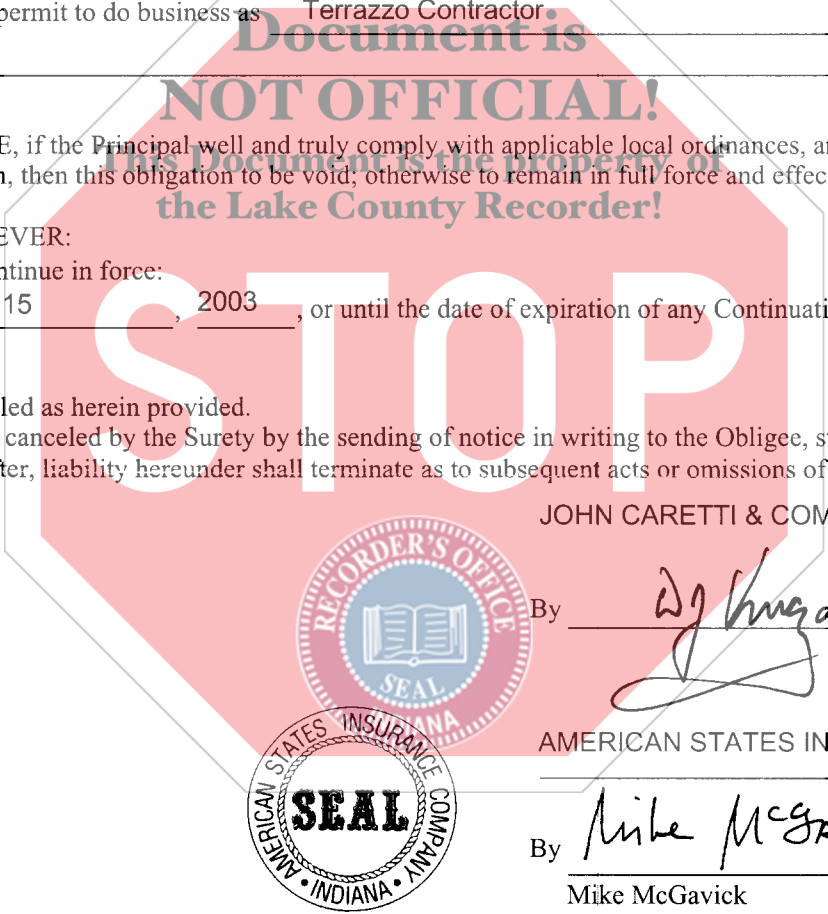 permit to do business as Terrazzo Contractor
Document is
NOT OFFICIAL!
E, if the Principal well and truly comply with applicable local ordinances, a
This Document is the property of
, then this obligation to be void; otherwise to remain in full force and effec
the Lake County Recorder!
EVER:
ntinue in force:
15 , 2003 , or until the date of expiration of any Continuati
STOP
led as herein provided.
canceled by the Surety by the sending of notice in writing to the Obligee, s
ter, liability hereunder shall terminate as to subsequent acts or omissions of
JOHN CARETTI & COM
RECORDER'S OFFICE
SEAL
INDIANA
By
AMERICAN STATES INSURANCE COMPANY
SEAL
• INDIANA •
AMERICAN STATES IN
By Mike McG
Mike McGavick